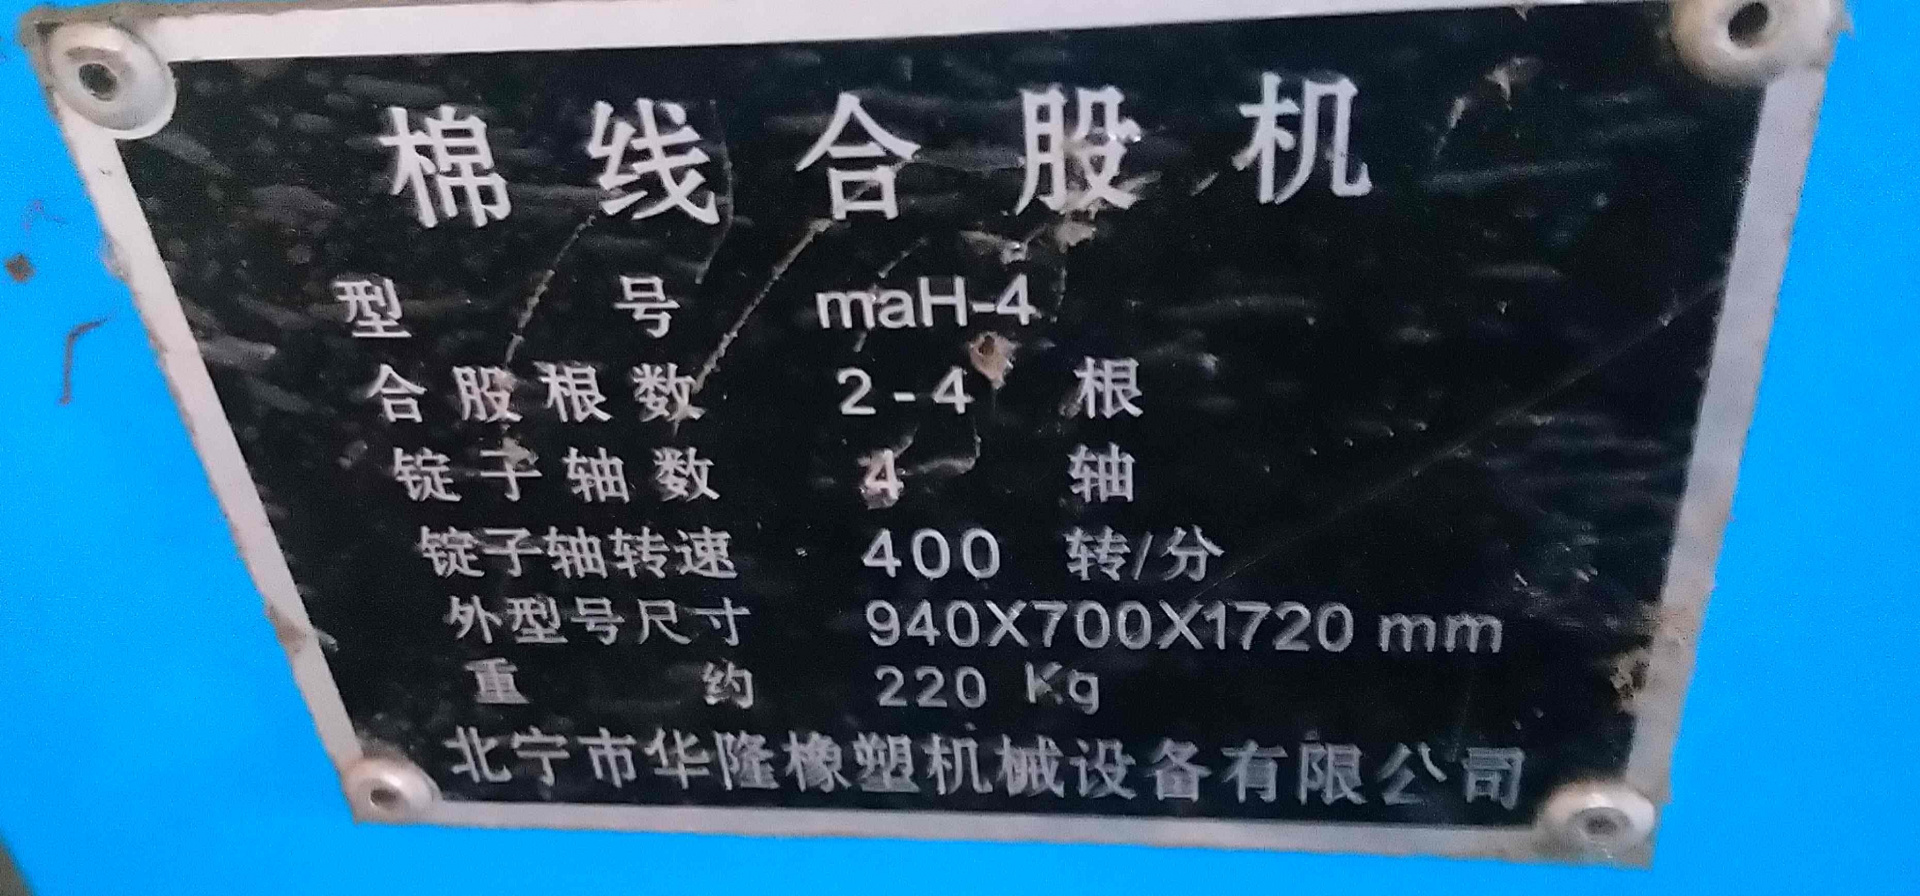 棉线合股机
型号 maH-4
合股根数 2-4 根
锭子轴数 4 轴
锭子轴转速 400 转/分
外型号尺寸 940X700X1720 mm
重约 220 Kg
北宁市华隆橡塑机械设备有限公司